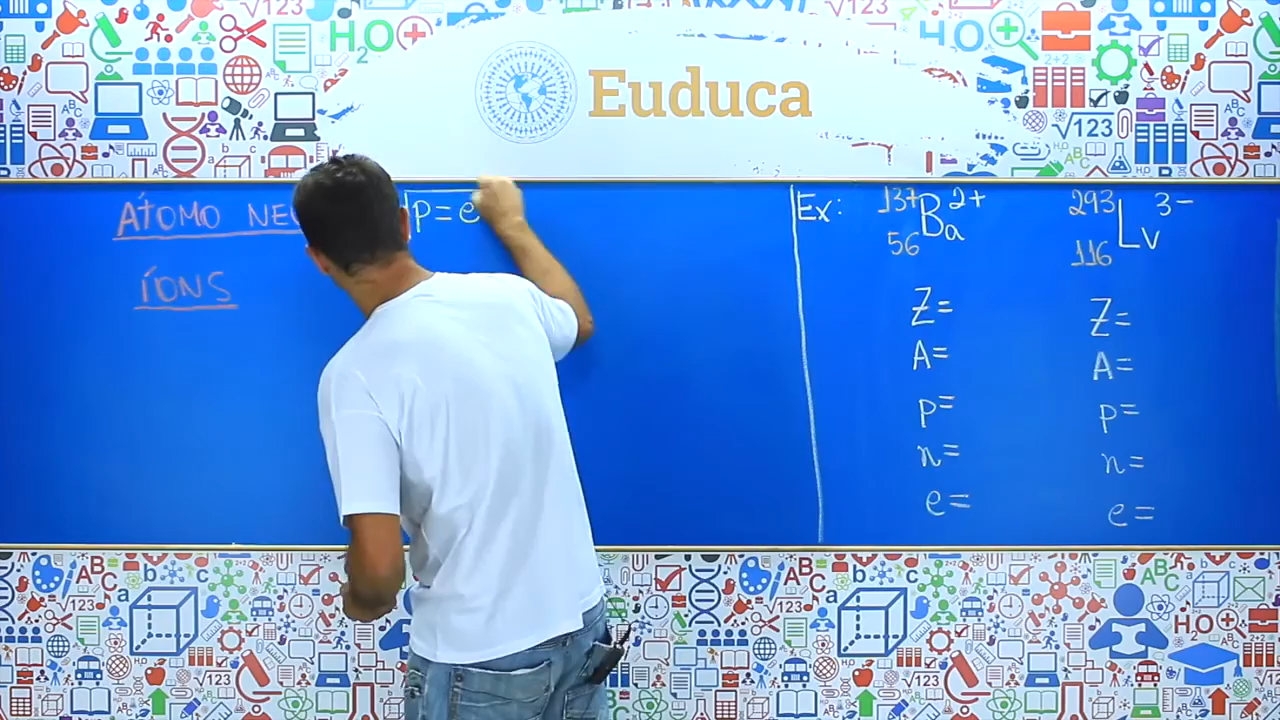 Euduca
ÁTOMO NE
p=e
ÍONS
Ex:
137 Ba 2+
56
Z=
A=
p=
n=
e=
293 Lv 3-
116
Z=
A=
p=
n=
e=